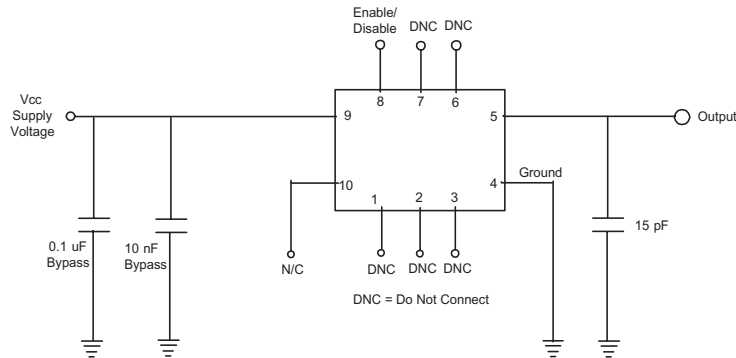 Enable/
Disable
DNC
DNC
Vcc
Supply
Voltage
8
7
6
9
5
Output
10
4
Ground
1
2
3
0.1 uF
Bypass
10 nF
Bypass
15 pF
N/C
DNC
DNC
DNC
DNC = Do Not Connect